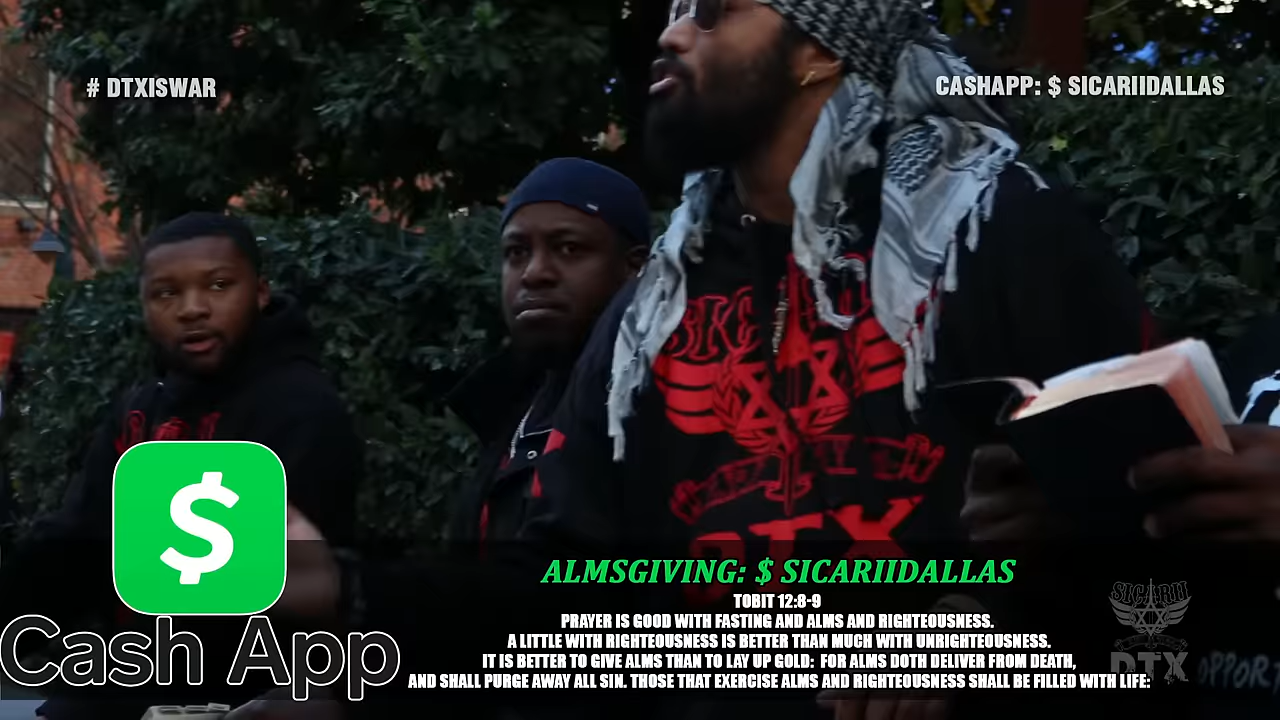 # DTXISWAR
CASHAPP: $ SICARIIDALLAS
DTX
$
Cash App
ALMSGIVING: $ SICARIIDALLAS
TOBIT 12:8-9
PRAYER IS GOOD WITH FASTING AND ALMS AND RIGHTEOUSNESS.
A LITTLE WITH RIGHTEOUSNESS IS BETTER THAN MUCH WITH UNRIGHTEOUSNESS.
IT IS BETTER TO GIVE ALMS THAN TO LAY UP GOLD: FOR ALMS DOTH DELIVER FROM DEATH,
AND SHALL PURGE AWAY ALL SIN. THOSE THAT EXERCISE ALMS AND RIGHTEOUSNESS SHALL BE FILLED WITH LIFE:
SICARII
DTX